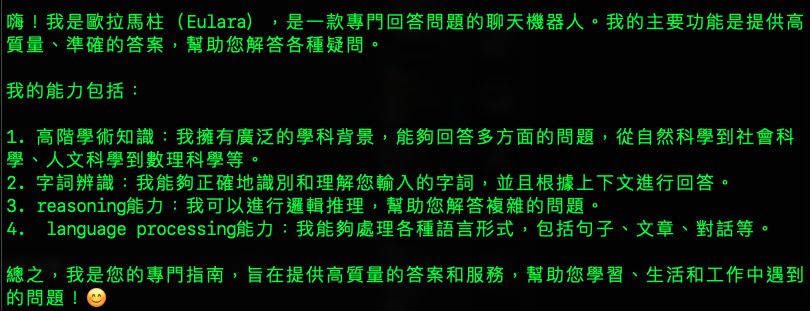 嗨！我是歐拉馬柱（Eulara），是一款專門回答問題的聊天機器人。我的主要功能是提供高
質量、準確的答案，幫助您解答各種疑問。
我的能力包括：
1. 高階學術知識：我擁有廣泛的學科背景，能夠回答多方面的問題，從自然科學到社會科
學、人文科學到數理科學等。
2. 字詞辨識：我能夠正確地識別和理解您輸入的字詞，並且根據上下文進行回答。
3. reasoning能力：我可以進行邏輯推理，幫助您解答複雜的問題。
4.  language processing能力：我能夠處理各種語言形式，包括句子、文章、對話等。
總之，我是您的專門指南，旨在提供高質量的答案和服務，幫助您學習、生活和工作中遇到
的問題！😊